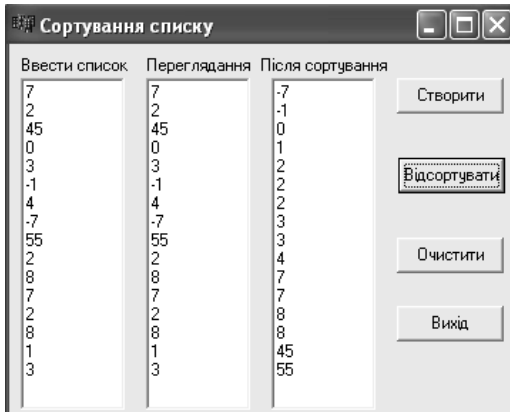 Сортування списку
Ввести список Переглядання Після сортування
7 7 -7
2 2 -1
45 45 0
0 0 1
3 3 2
-1 -1 2
4 4 2
-7 -7 3
55 55 3
2 2 4
8 8 7
7 7 7
2 2 8
8 8 8
1 1 45
3 3 55
Створити
Відсортувати
Очистити
Вихід